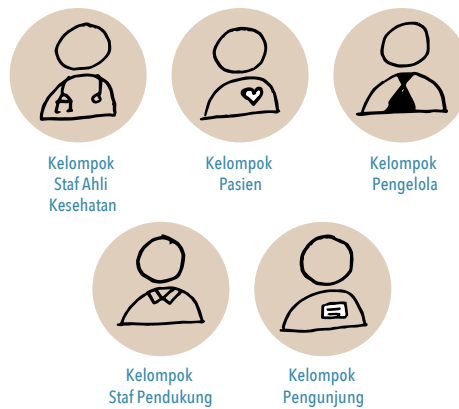 Kelompok
Staf Ahli
Kesehatan
Kelompok
Pasien
Kelompok
Pengelola
Kelompok
Staf Pendukung
Kelompok
Pengunjung